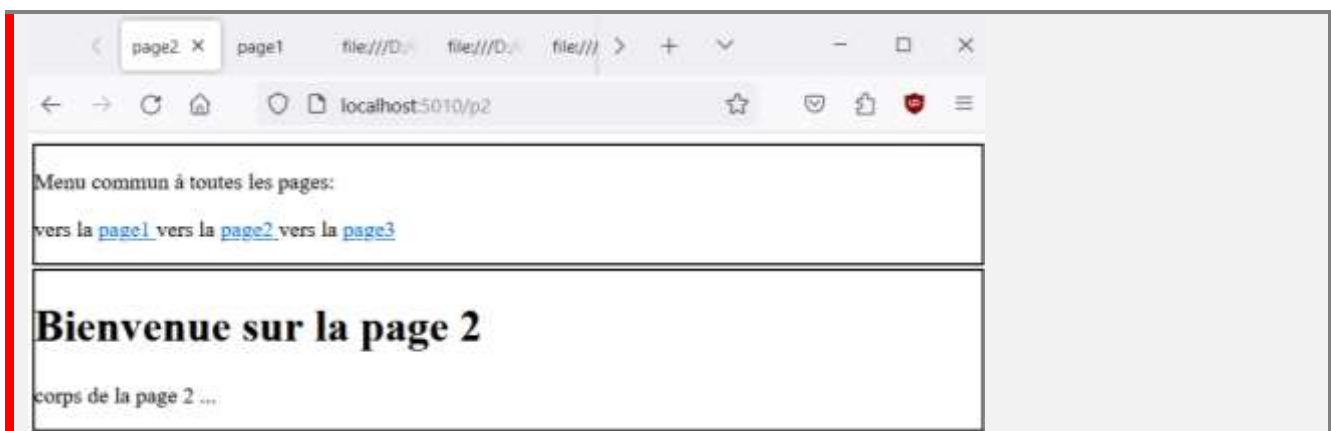 page2 page1 file:///D:/ file:///D:/ file:///
localhost:5010/p2
Menu commun à toutes les pages:
vers la page1 vers la page2 vers la page3
Bienvenue sur la page 2
corps de la page 2 ...